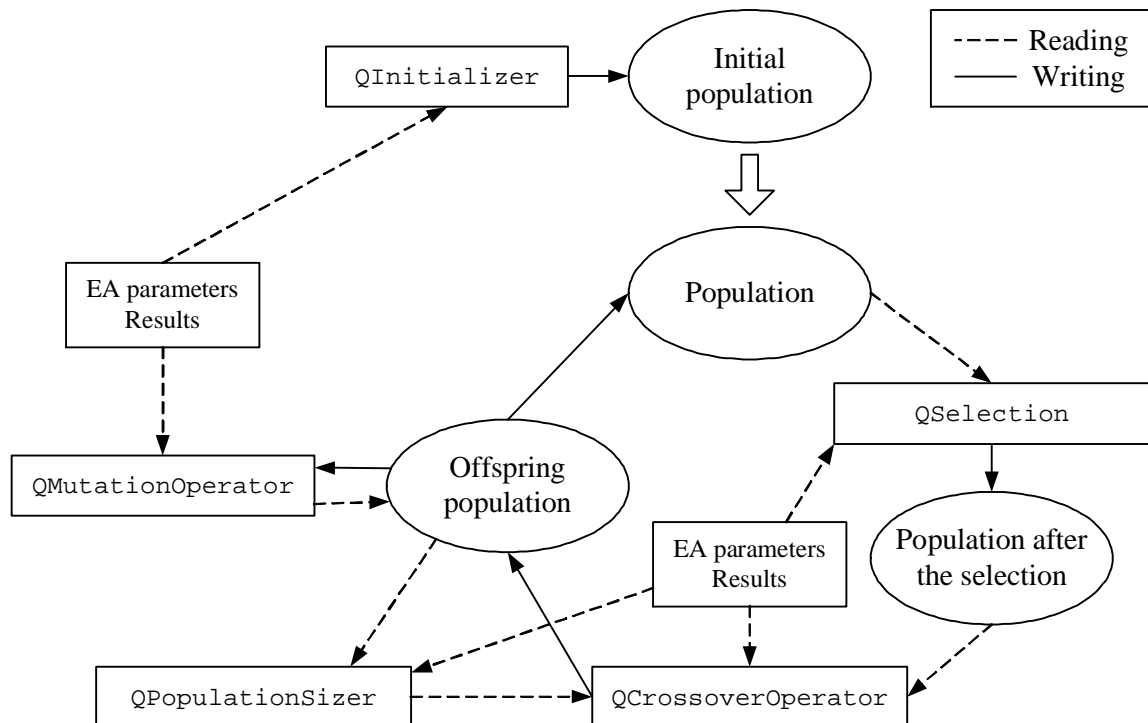 Initial
population
QInitializer
Reading
Writing
EA parameters
Results
Population
QSelection
QMutationOperator
Offspring
population
EA parameters
Results
Population after
the selection
QPopulationSizer
QCrossoverOperator